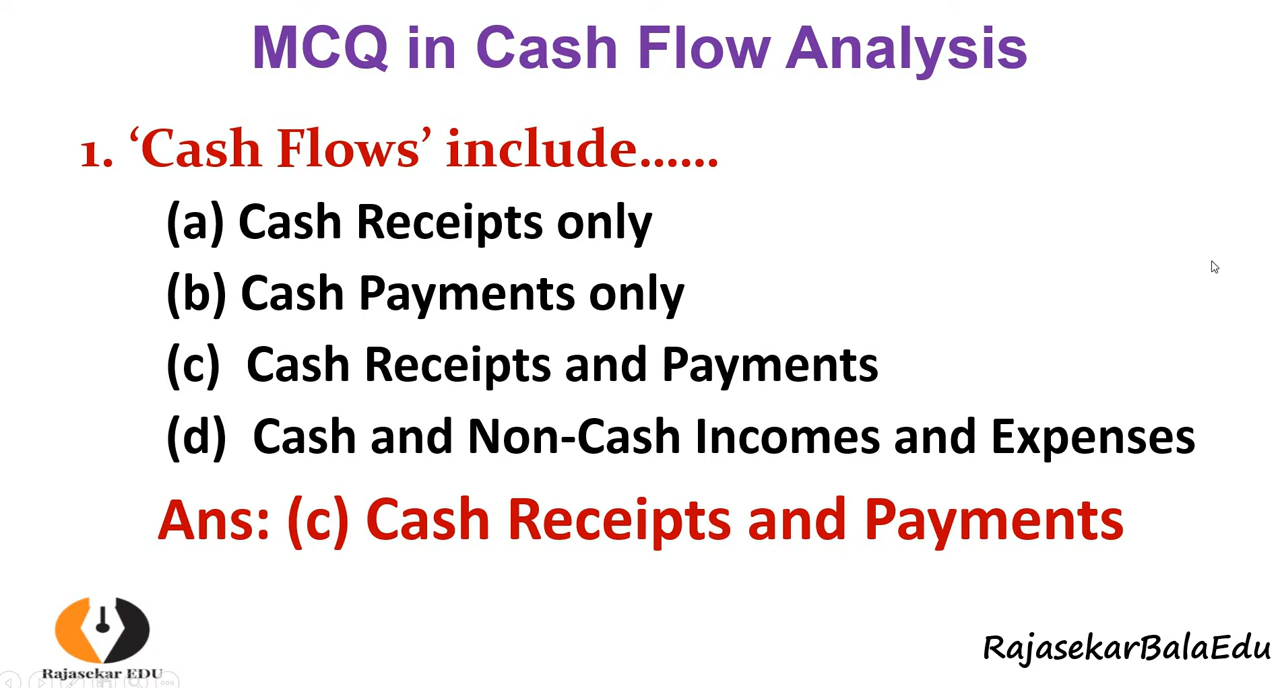 MCQ in Cash Flow Analysis
1. ‘Cash Flows’ include......
(a) Cash Receipts only
(b) Cash Payments only
(c) Cash Receipts and Payments
(d) Cash and Non-Cash Incomes and Expenses
Ans: (c) Cash Receipts and Payments
Rajasekar EDU
RajasekarBalaEdu